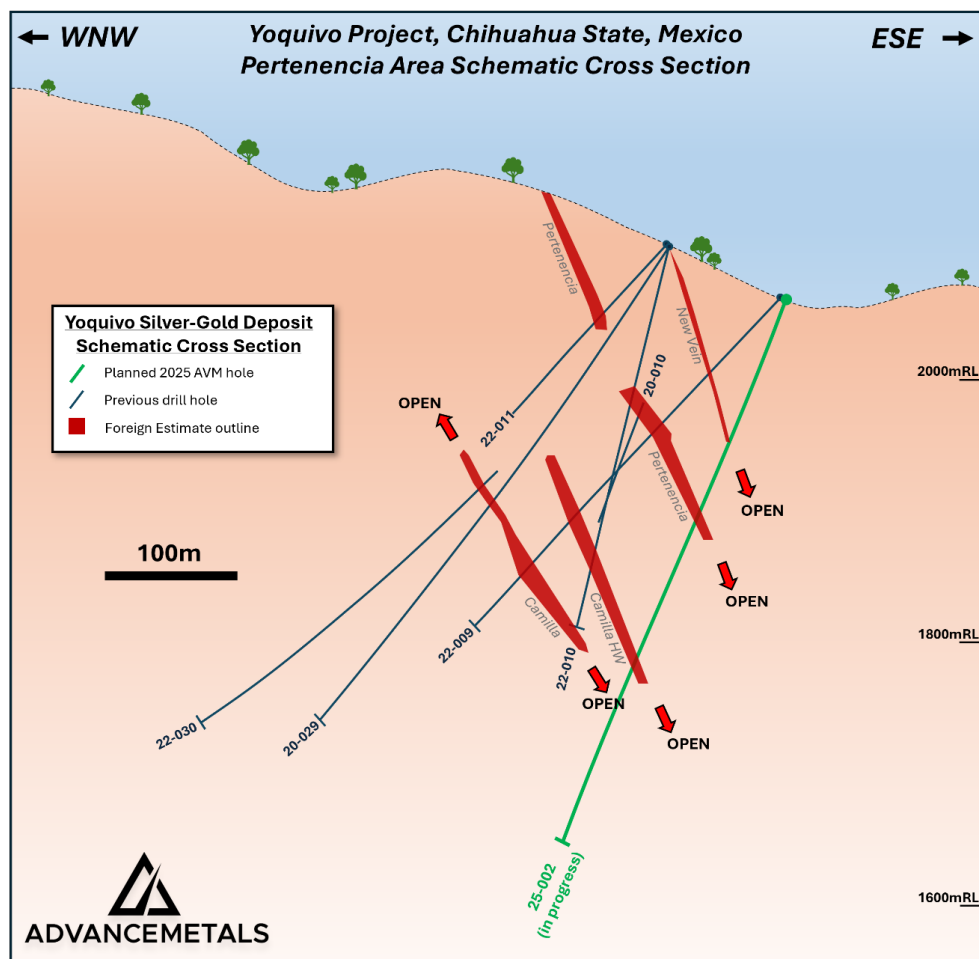 WNW
Yoquivo Project, Chihuahua State, Mexico
Pertenencia Area Schematic Cross Section
ESE
Pertenencia
New Vein
Yoquivo Silver-Gold Deposit
Schematic Cross Section
Planned 2025 AVM hole
Previous drill hole
Foreign Estimate outline
2000mRL
20-010
OPEN
22-011
Pertenencia
OPEN
100m
OPEN
Camilla
Camilla HW
22-009
1800mRL
22-010
OPEN
22-030
20-029
OPEN
25-002
(in progress)
1600mRL
ADVANCEMETALS